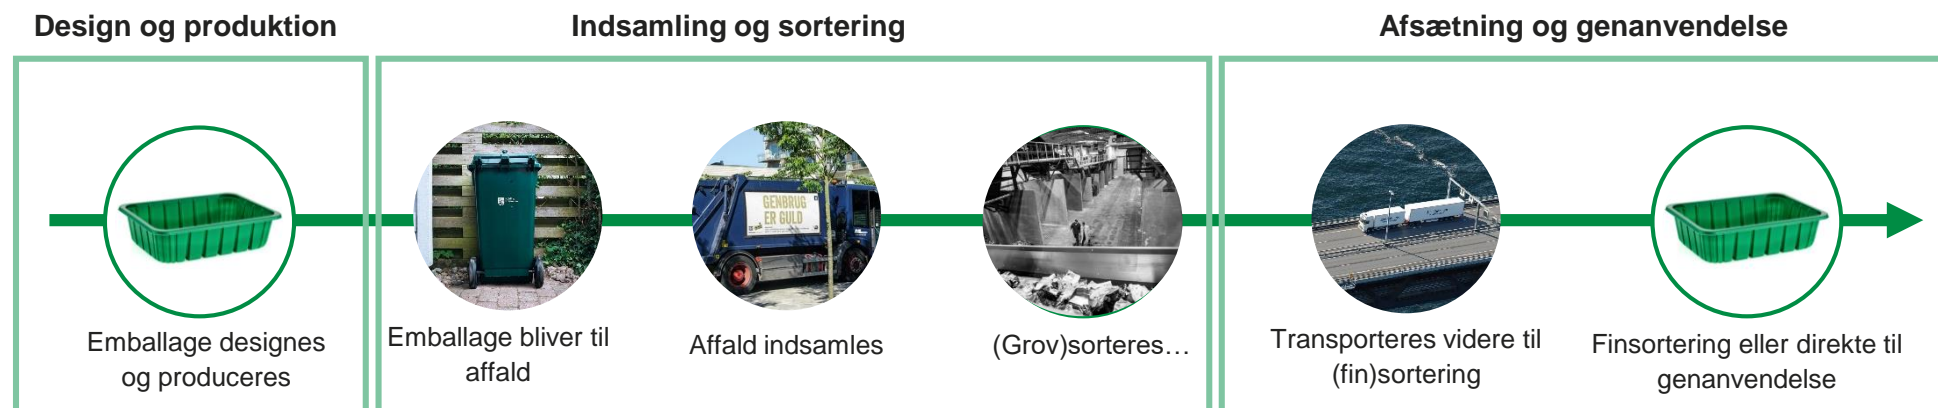 Design og produktion
Indsamling og sortering
Afsætning og genanvendelse
GENBRUG
ER GULD
Emballage designes
og produceres
Emballage bliver til
affald
Affald indsamles
(Grov)sorteres…
Transporteres videre til
(fin)sortering
Finsortering eller direkte til
genanvendelse